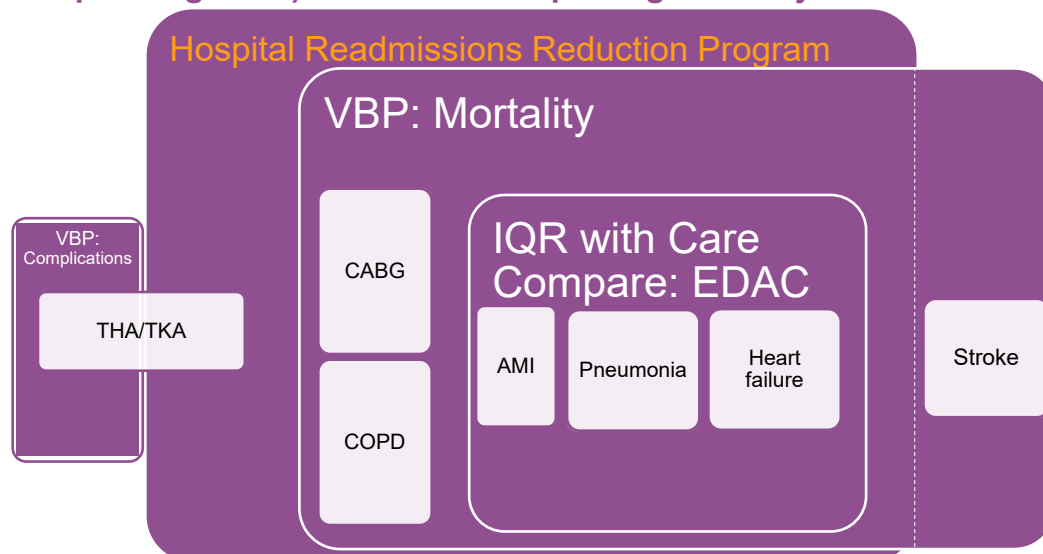 Hospital Readmissions Reduction Program
VBP: Mortality
VBP:
Complications
THA/TKA
CABG
COPD
IQR with Care
Compare: EDAC
AMI
Pneumonia
Heart
failure
Stroke